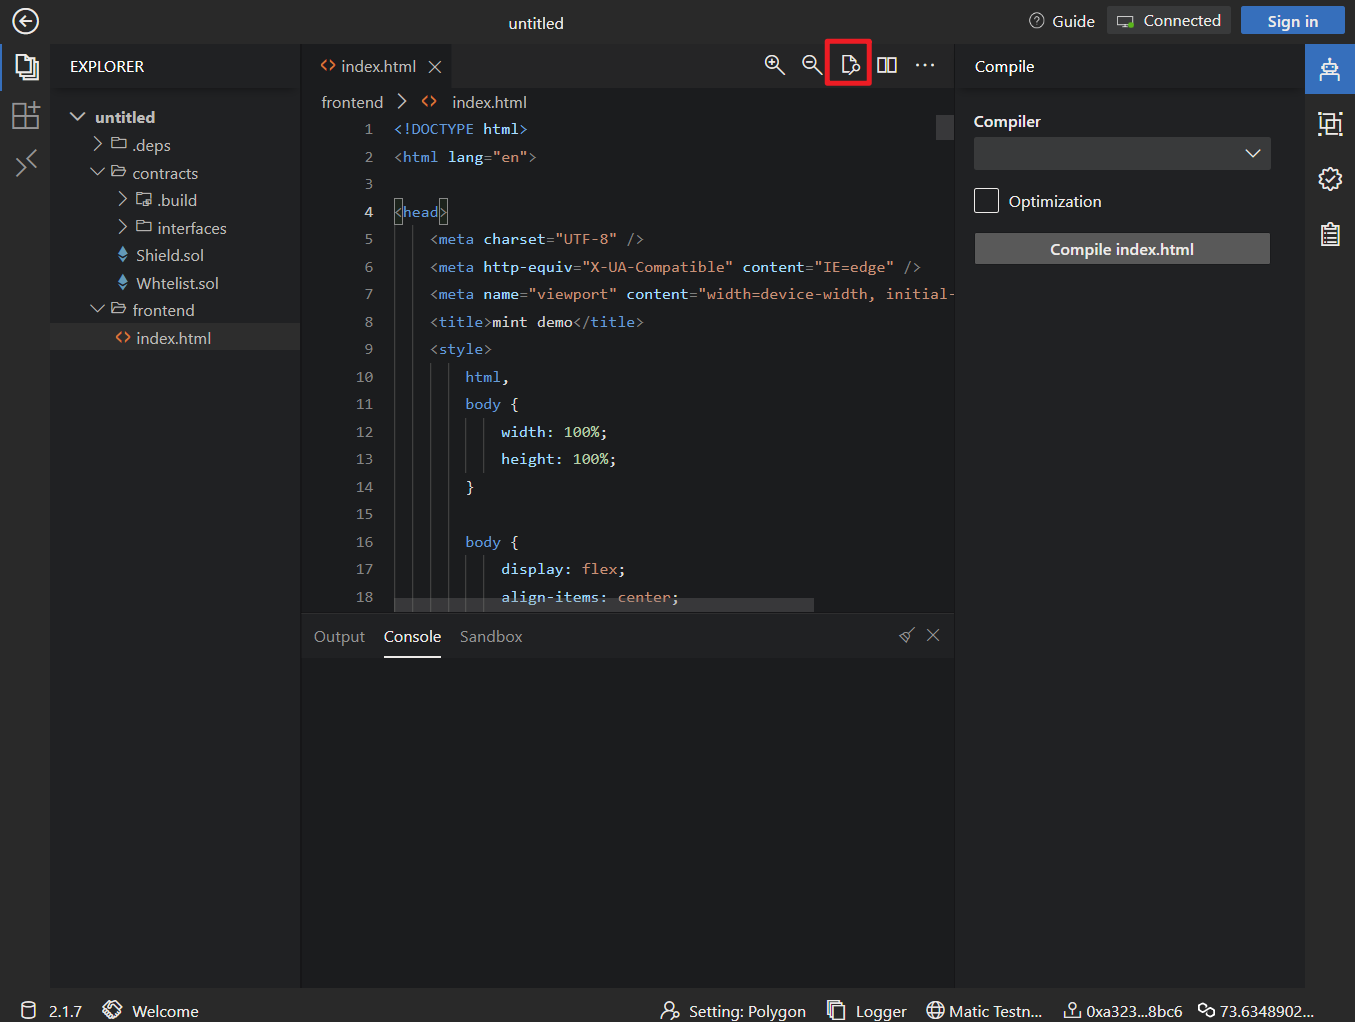 untitled
Guide
Connected
Sign in
EXPLORER
index.html
Compile
untitled
.deps
contracts
.build
interfaces
Shield.sol
Whtelist.sol
frontend
index.html
frontend index.html
1 <!DOCTYPE html>
2 <html lang="en">
3
4 <head>
5 <meta charset="UTF-8" />
6 <meta http-equiv="X-UA-Compatible" content="IE=edge" />
7 <meta name="viewport" content="width=device-width, initial-
8 <title>mint demo</title>
9 <style>
10 html,
11 body {
12 width: 100%;
13 height: 100%;
14 }
15
16 body {
17 display: flex;
18 align-items: center;
Compiler
Optimization
Compile index.html
Output Console Sandbox
2.1.7 Welcome Setting: Polygon Logger Matic Testn... 0xa323...8bc6 73.6348902...